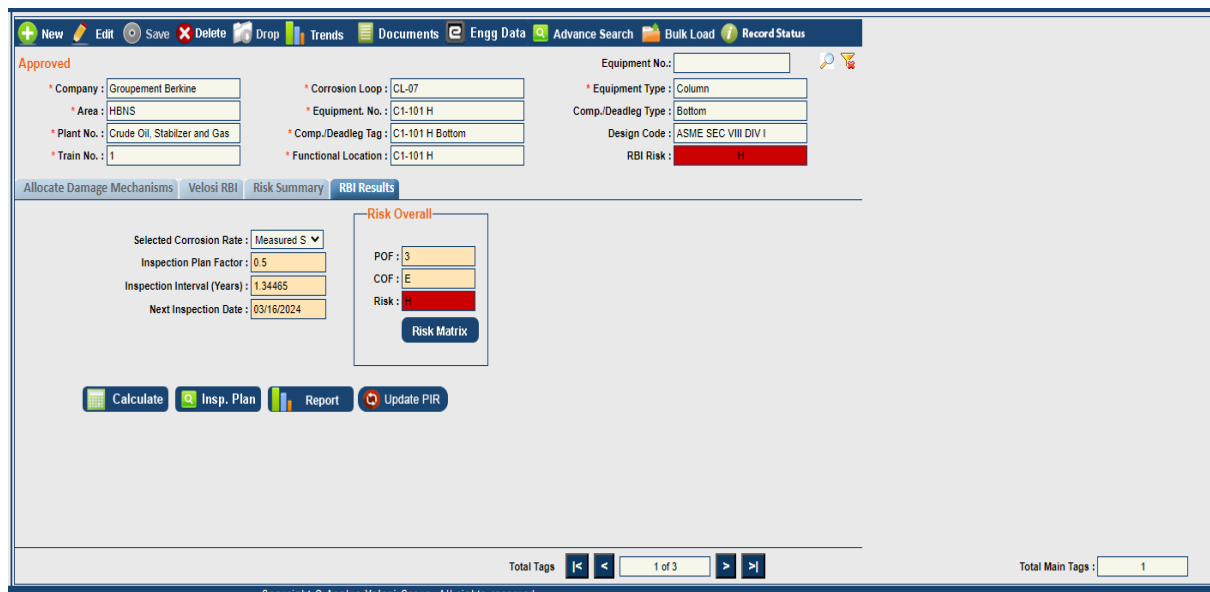 New Edit Save Delete Drop Trends Documents Engg Data Advance Search Bulk Load Record Status
Approved Equipment No.:
* Company : Groupement Berkine * Corrosion Loop : CL-07 * Equipment Type : Column
* Area : HBNS * Equipment. No. : C1-101 H Comp./Deadleg Type : Bottom
* Plant No. : Crude Oil, Stabilzer and Gas * Comp./Deadleg Tag : C1-101 H Bottom Design Code : ASME SEC VIII DIV I
* Train No. : 1 * Functional Location : C1-101 H RBI Risk : H
Allocate Damage Mechanisms Velosi RBI Risk Summary RBI Results
Risk Overall
Selected Corrosion Rate : Measured S
Inspection Plan Factor : 0.5
Inspection Interval (Years) : 1.34465
Next Inspection Date : 03/16/2024
POF : 3
COF : E
Risk : H
Risk Matrix
Calculate Insp. Plan Report Update PIR
Total Tags |< < 1 of 3 > >| Total Main Tags : 1